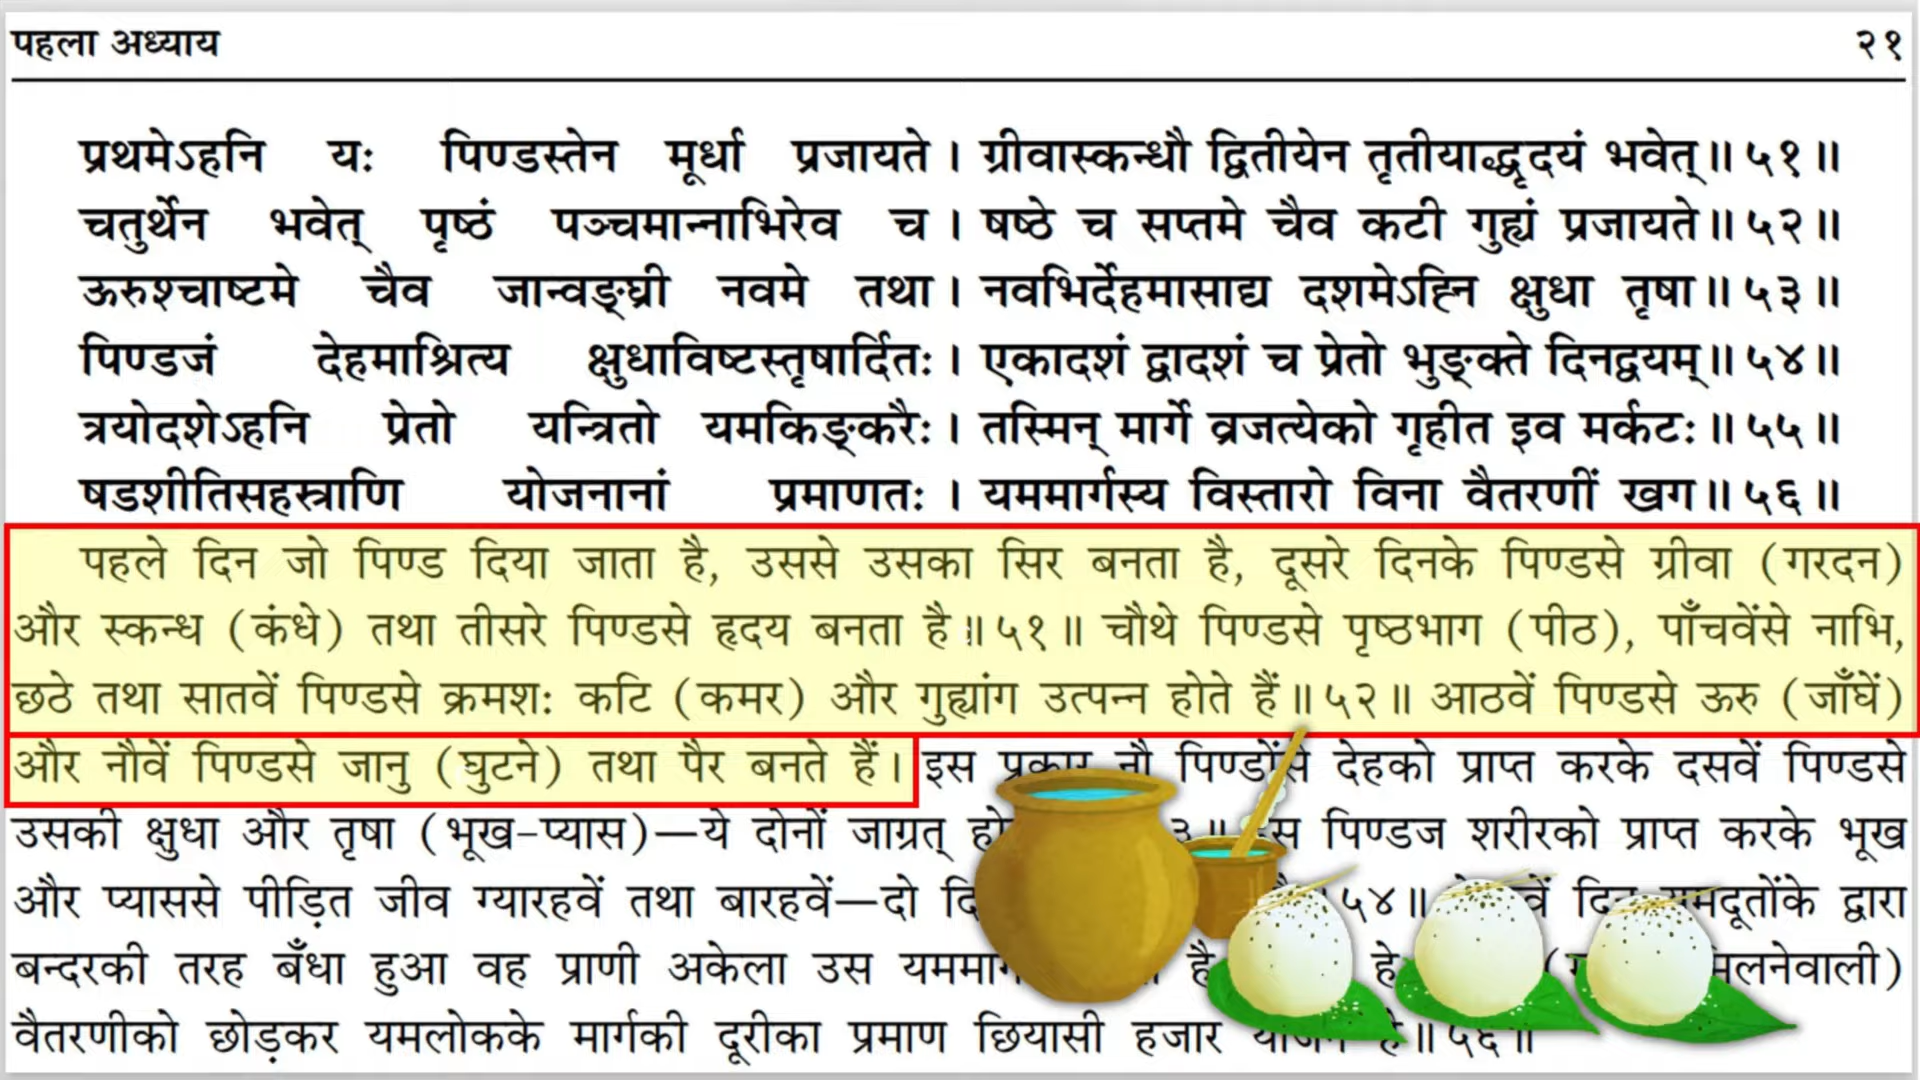 पहला अध्याय २१
प्रथमेऽहनि यः पिण्डस्तेन मूर्धा प्रजायते । ग्रीवास्कन्धौ द्वितीयेन तृतीयाद्धृदयं भवेत्॥ ५१॥
चतुर्थेन भवेत् पृष्ठं पञ्चमान्नाभिरेव च । षष्ठे च सप्तमे चैव कटी गुह्यं प्रजायते॥ ५२॥
ऊरुश्चाष्टमे चैव जान्वङ्घ्री नवमे तथा । नवभिर्देहमासाद्य दशमेऽह्नि क्षुधा तृषा॥ ५३॥
पिण्डजं देहमाश्रित्य क्षुधाविष्टस्तृषार्दितः । एकादशं द्वादशं च प्रेतो भुङ्क्ते दिनद्वयम्॥ ५४॥
त्रयोदशेऽहनि प्रेतो यन्त्रितो यमकिङ्करैः । तस्मिन् मार्गे व्रजत्येको गृहीत इव मर्कटः॥ ५५॥
षडशीतिसहस्त्राणि योजनानां प्रमाणतः । यममार्गस्य विस्तारो विना वैतरणीं खग॥ ५६॥
पहले दिन जो पिण्ड दिया जाता है, उससे उसका सिर बनता है, दूसरे दिनके पिण्डसे ग्रीवा (गरदन)
और स्कन्ध (कंधे) तथा तीसरे पिण्डसे हृदय बनता है॥ ५१॥ चौथे पिण्डसे पृष्ठभाग (पीठ), पाँचवेंसे नाभि,
छठे तथा सातवें पिण्डसे क्रमशः कटि (कमर) और गुह्यांग उत्पन्न होते हैं॥ ५२॥ आठवें पिण्डसे ऊरु (जाँघें)
और नौवें पिण्डसे जानु (घुटने) तथा पैर बनते हैं। इस प्रकार नौ पिण्डोंसे देहको प्राप्त करके दसवें पिण्डसे
उसकी क्षुधा और तृषा (भूख-प्यास)—ये दोनों जाग्रत् पिण्डज शरीरको प्राप्त करके भूख
और प्याससे पीड़ित जीव ग्यारहवें तथा बारहवें—दो ५४॥ यमदूतोंके द्वारा
बन्दरकी तरह बँधा हुआ वह प्राणी अकेला उस
वैतरणीको छोड़कर यमलोकके मार्गकी दूरीका प्रमाण छियासी हजार योजन है॥ ५६॥